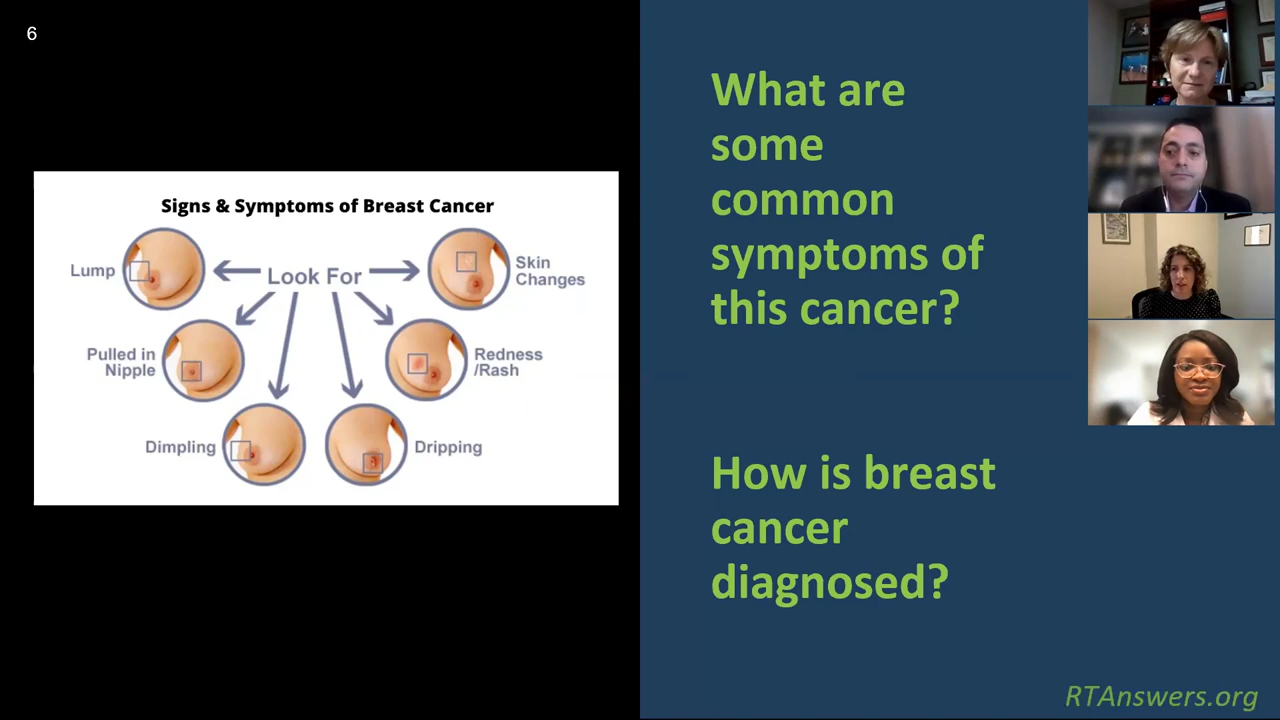 6
Signs & Symptoms of Breast Cancer
Look For
Lump
Skin
Changes
Pulled in
Nipple
Redness
/Rash
Dimpling
Dripping
What are
some
common
symptoms of
this cancer?
How is breast
cancer
diagnosed?
RTAnswers.org